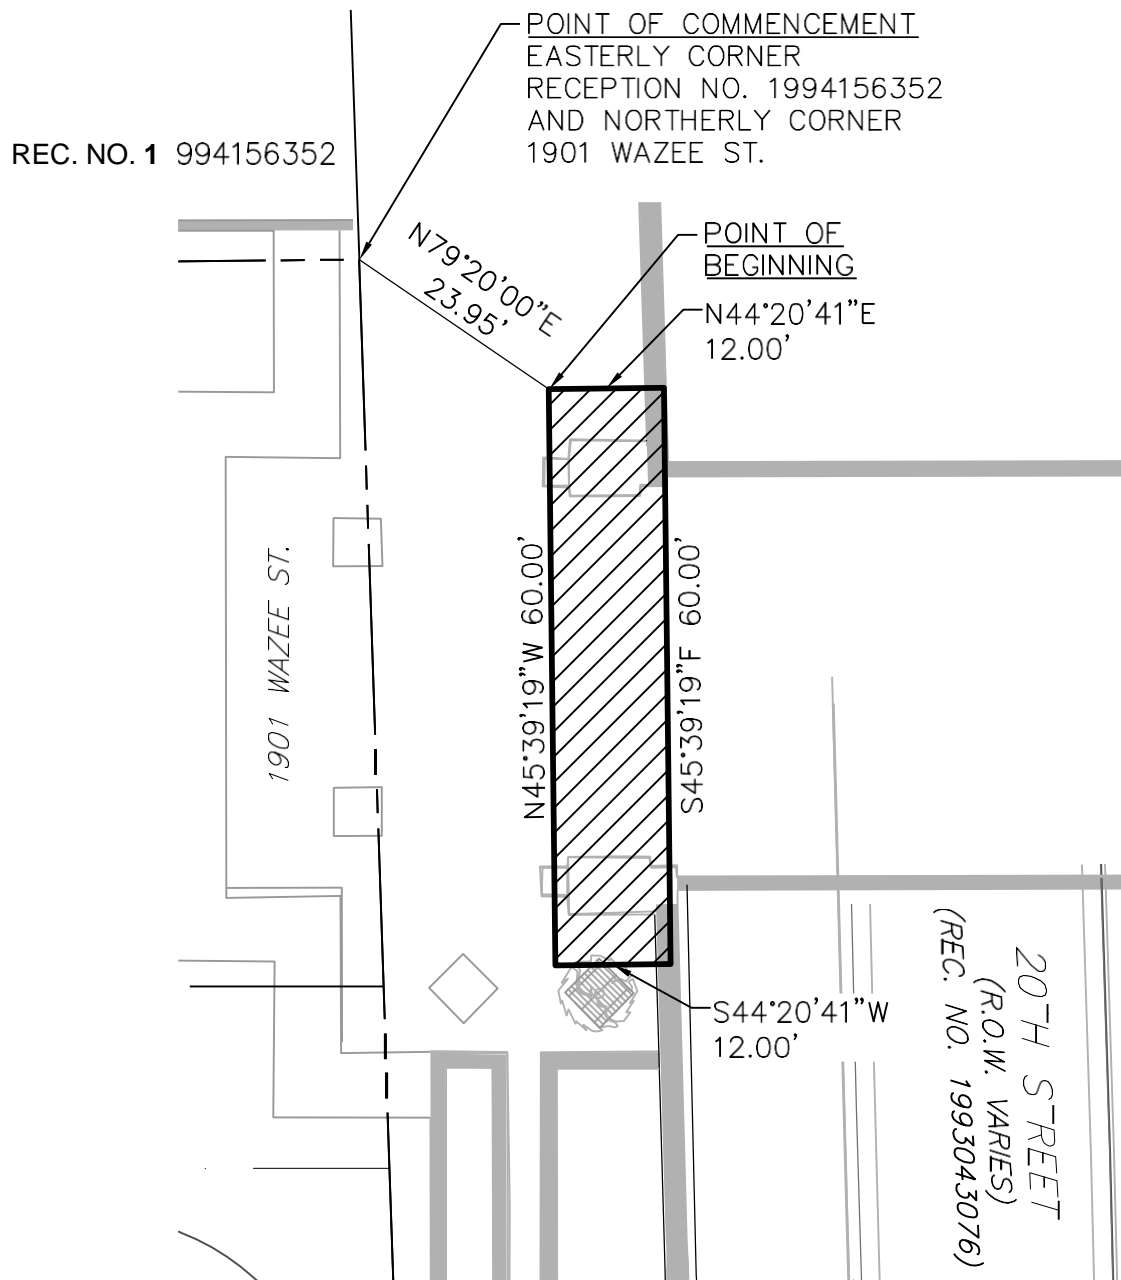 POINT OF COMMENCEMENT
EASTERLY CORNER
RECEPTION NO. 1994156352
AND NORTHERLY CORNER
1901 WAZEE ST.
REC. NO. 1 994156352
N79°20'00"E
23.95'
POINT OF
BEGINNING
N44°20'41"E
12.00'
1901 WAZEE ST.
N45°39'19"W 60.00'
S45°39'19"E 60.00'
S44°20'41"W
12.00'
20TH STREET
(R.O.W. VARIES)
(REC. NO. 1993043076)